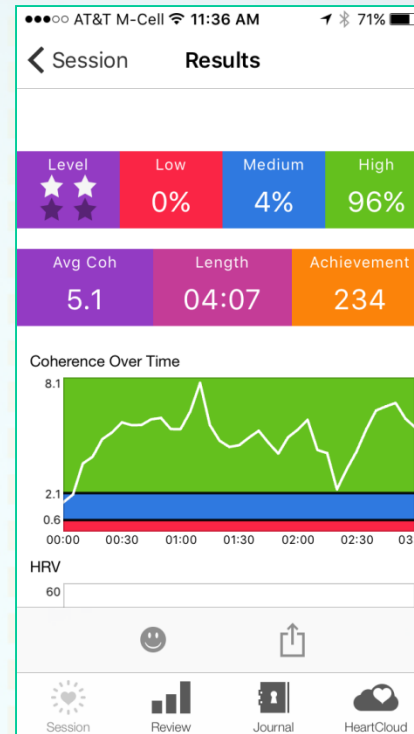 AT&T M-Cell 11:36 AM 71%
Session Results
Level Low Medium High
0% 4% 96%
Avg Coh Length Achievement
5.1 04:07 234
Coherence Over Time
8.1
2.1
0.6
00:00 00:30 01:00 01:30 02:00 02:30
HRV
60
Session Review Journal HeartCloud